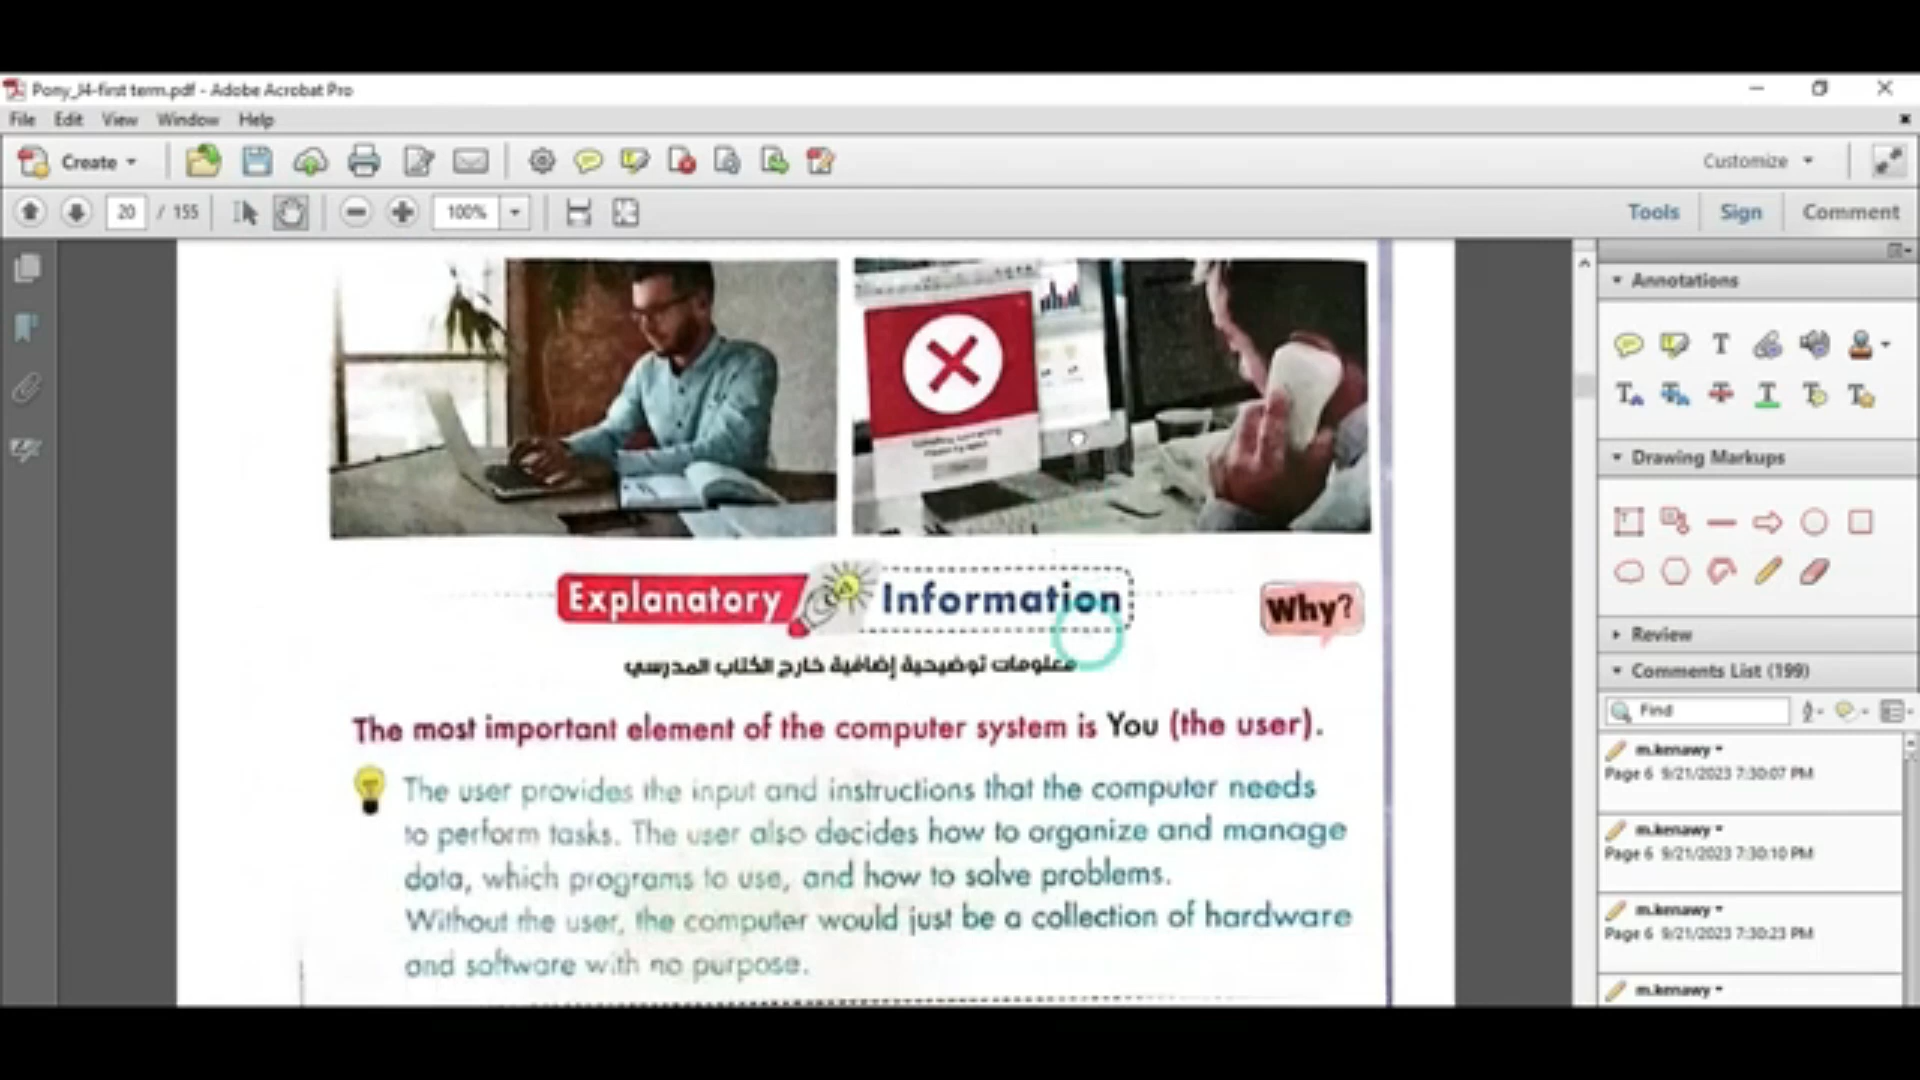 Pony_J4-first term.pdf - Adobe Acrobat Pro
File Edit View Window Help
Create
Customize
20 / 155
100%
Tools Sign Comment
Annotations
Drawing Markups
Review
Comments List (199)
Find
m.kenawy
Page 6 9/21/2023 7:30:07 PM
m.kenawy
Page 6 9/21/2023 7:30:10 PM
m.kenawy
Page 6 9/21/2023 7:30:23 PM
m.kenawy
Explanatory Information
Why?
معلومات توضيحية إضافية خارج الكتاب المدرسي
The most important element of the computer system is You (the user).
The user provides the input and instructions that the computer needs
to perform tasks. The user also decides how to organize and manage
data, which programs to use, and how to solve problems.
Without the user, the computer would just be a collection of hardware
and software with no purpose.